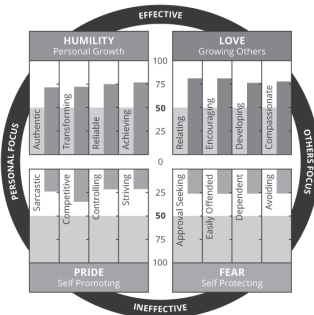 EFFECTIVE
HUMILITY
Personal Growth
LOVE
Growing Others
PERSONAL FOCUS
OTHERS FOCUS
100
75
50
25
0
Authentic
Transforming
Reliable
Achieving
Relating
Encouraging
Developing
Compassionate
Sarcastic
Competitive
Controlling
Striving
Approval Seeking
Easily Offended
Dependent
Avoiding
25
50
75
100
PRIDE
Self Promoting
FEAR
Self Protecting
INEFFECTIVE